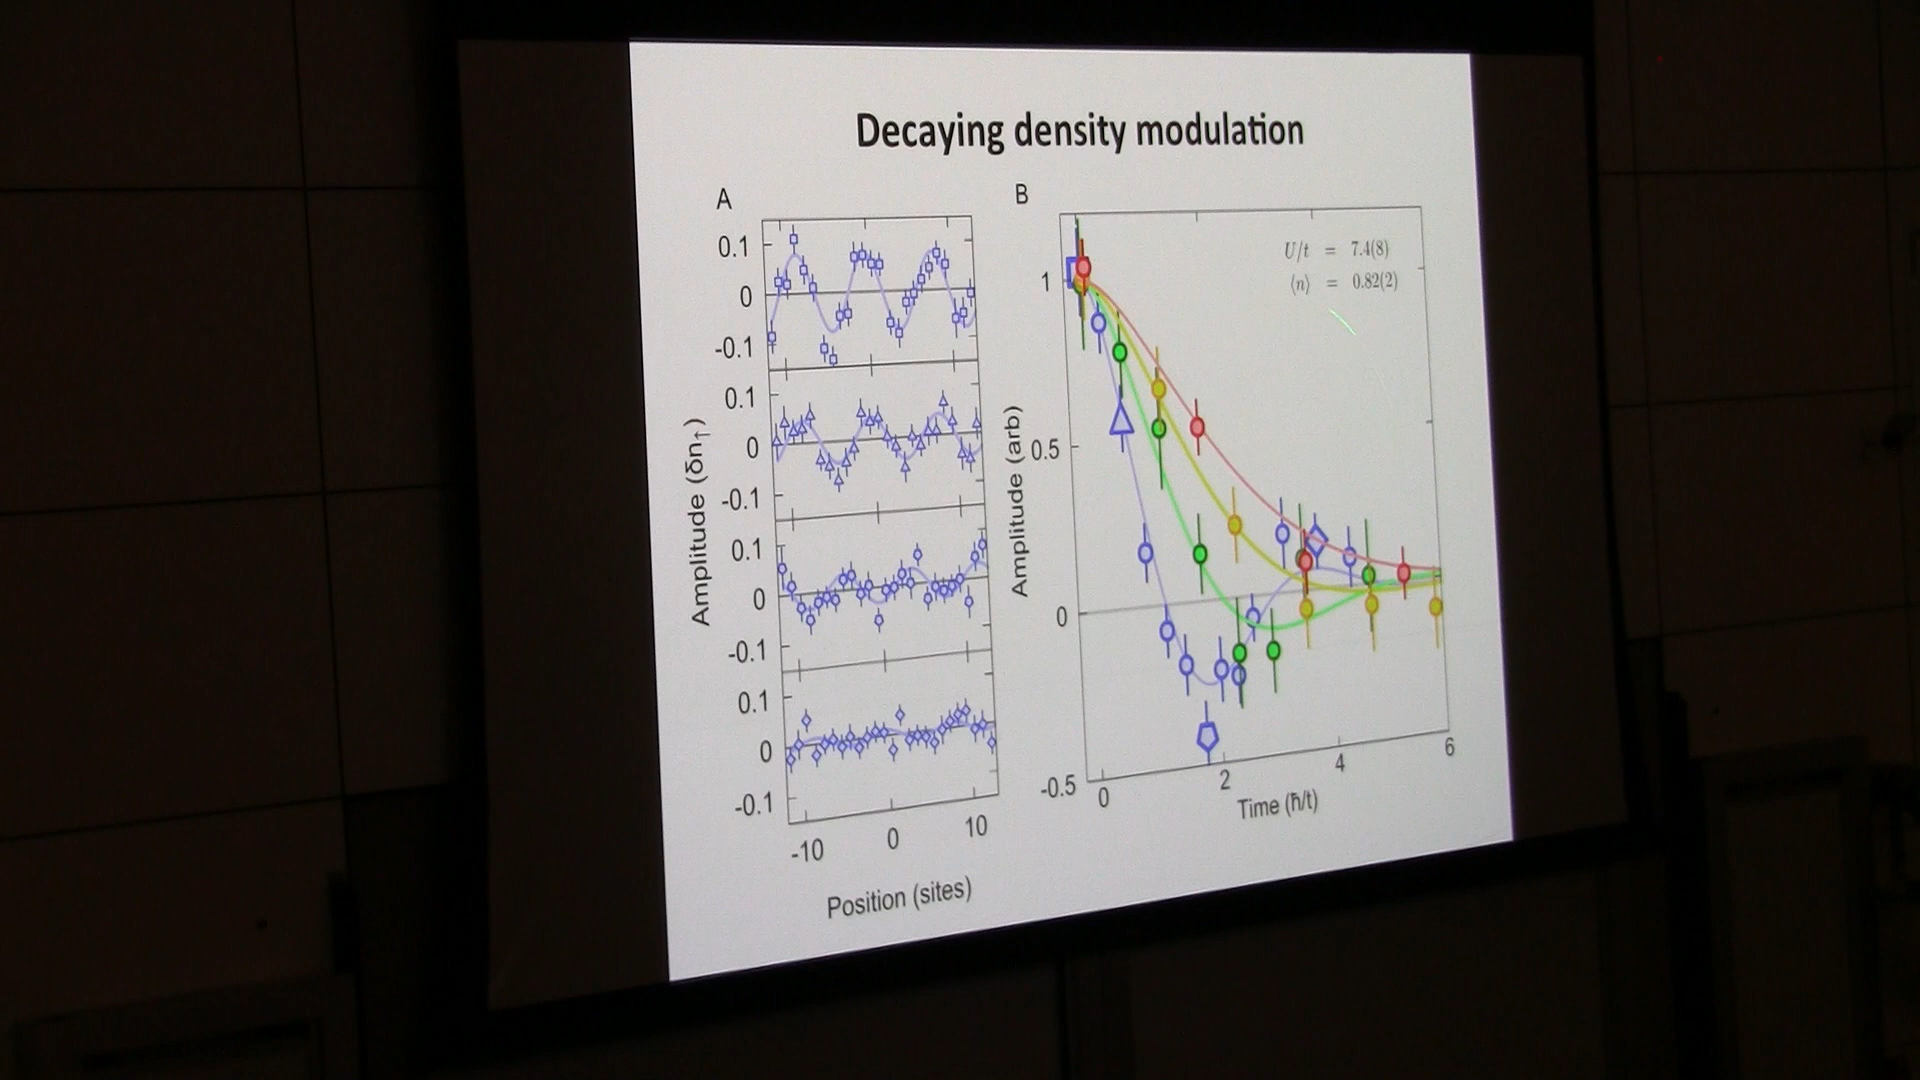 Decaying density modulation
A
B
0.1
0
-0.1
0.1
0
-0.1
0.1
0
-0.1
0.1
0
-0.1
-10
0
10
Amplitude (δn↑)
Position (sites)
U/t = 7.4(8)
⟨n⟩ = 0.82(2)
1
0.5
0
-0.5
0
2
4
6
Amplitude (arb)
Time (ħ/t)